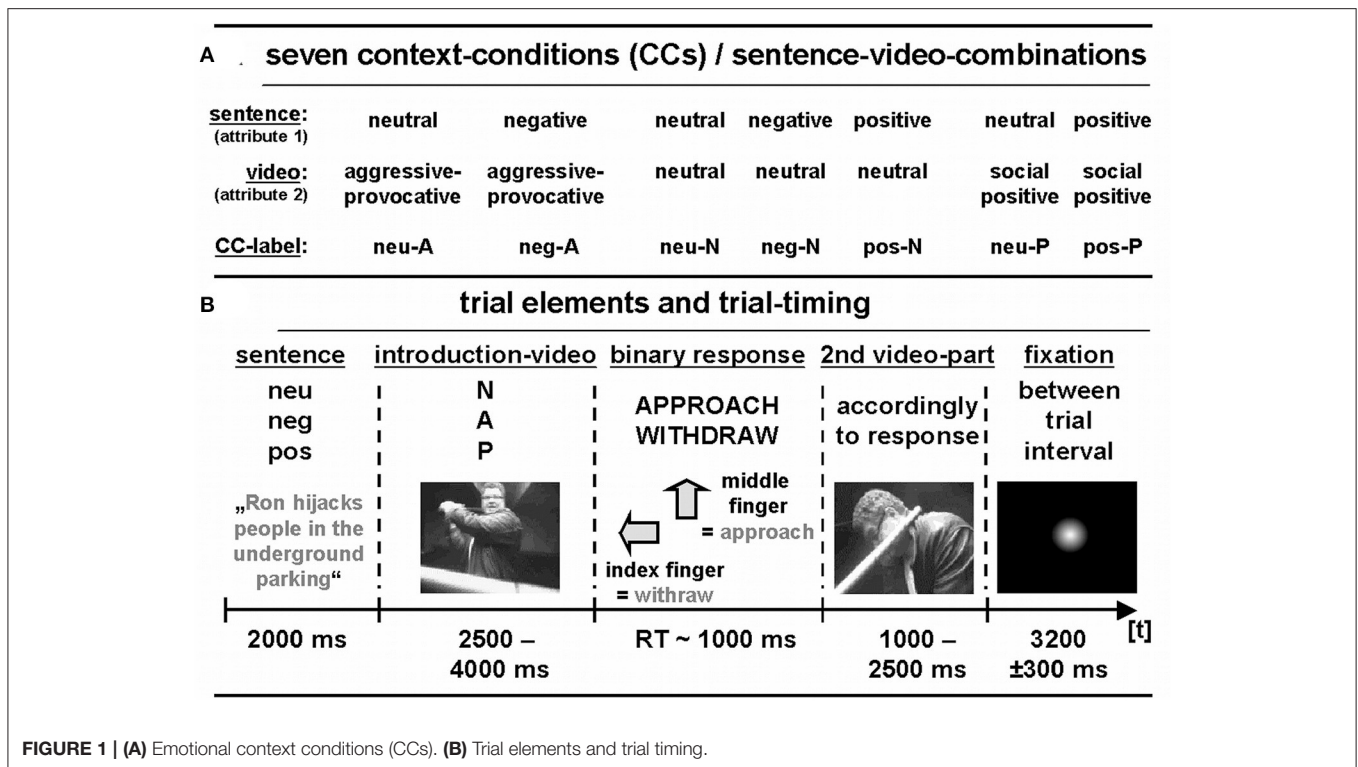 A . seven context-conditions (CCs) / sentence-video-combinations
sentence: neutral negative neutral negative positive neutral positive
(attribute 1)
video: aggressive- aggressive- neutral neutral neutral social social
(attribute 2) provocative provocative positive positive
CC-label: neu-A neg-A neu-N neg-N pos-N neu-P pos-P
B trial elements and trial-timing
sentence introduction-video binary response 2nd video-part fixation
neu N APPROACH accordingly between
neg A WITHDRAW to response trial
pos P interval
„Ron hijacks
people in the
underground
parking“
middle
finger
= approach
index finger
= withraw
[t]
2000 ms 2500 – RT ~ 1000 ms 1000 – 3200
4000 ms 2500 ms ±300 ms
FIGURE 1 | (A) Emotional context conditions (CCs). (B) Trial elements and trial timing.